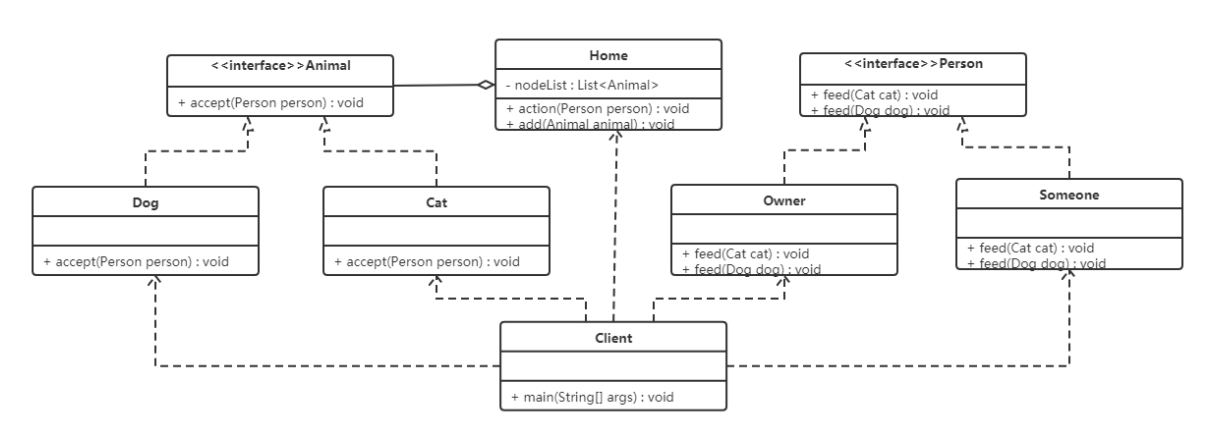 <<interface>>Animal
+ accept(Person person) : void
Home
- nodeList : List<Animal>
+ action(Person person) : void
+ add(Animal animal) : void
<<interface>>Person
+ feed(Cat cat) : void
+ feed(Dog dog) : void
Dog
+ accept(Person person) : void
Cat
+ accept(Person person) : void
Owner
+ feed(Cat cat) : void
+ feed(Dog dog) : void
Someone
+ feed(Cat cat) : void
+ feed(Dog dog) : void
Client
+ main(String[] args) : void